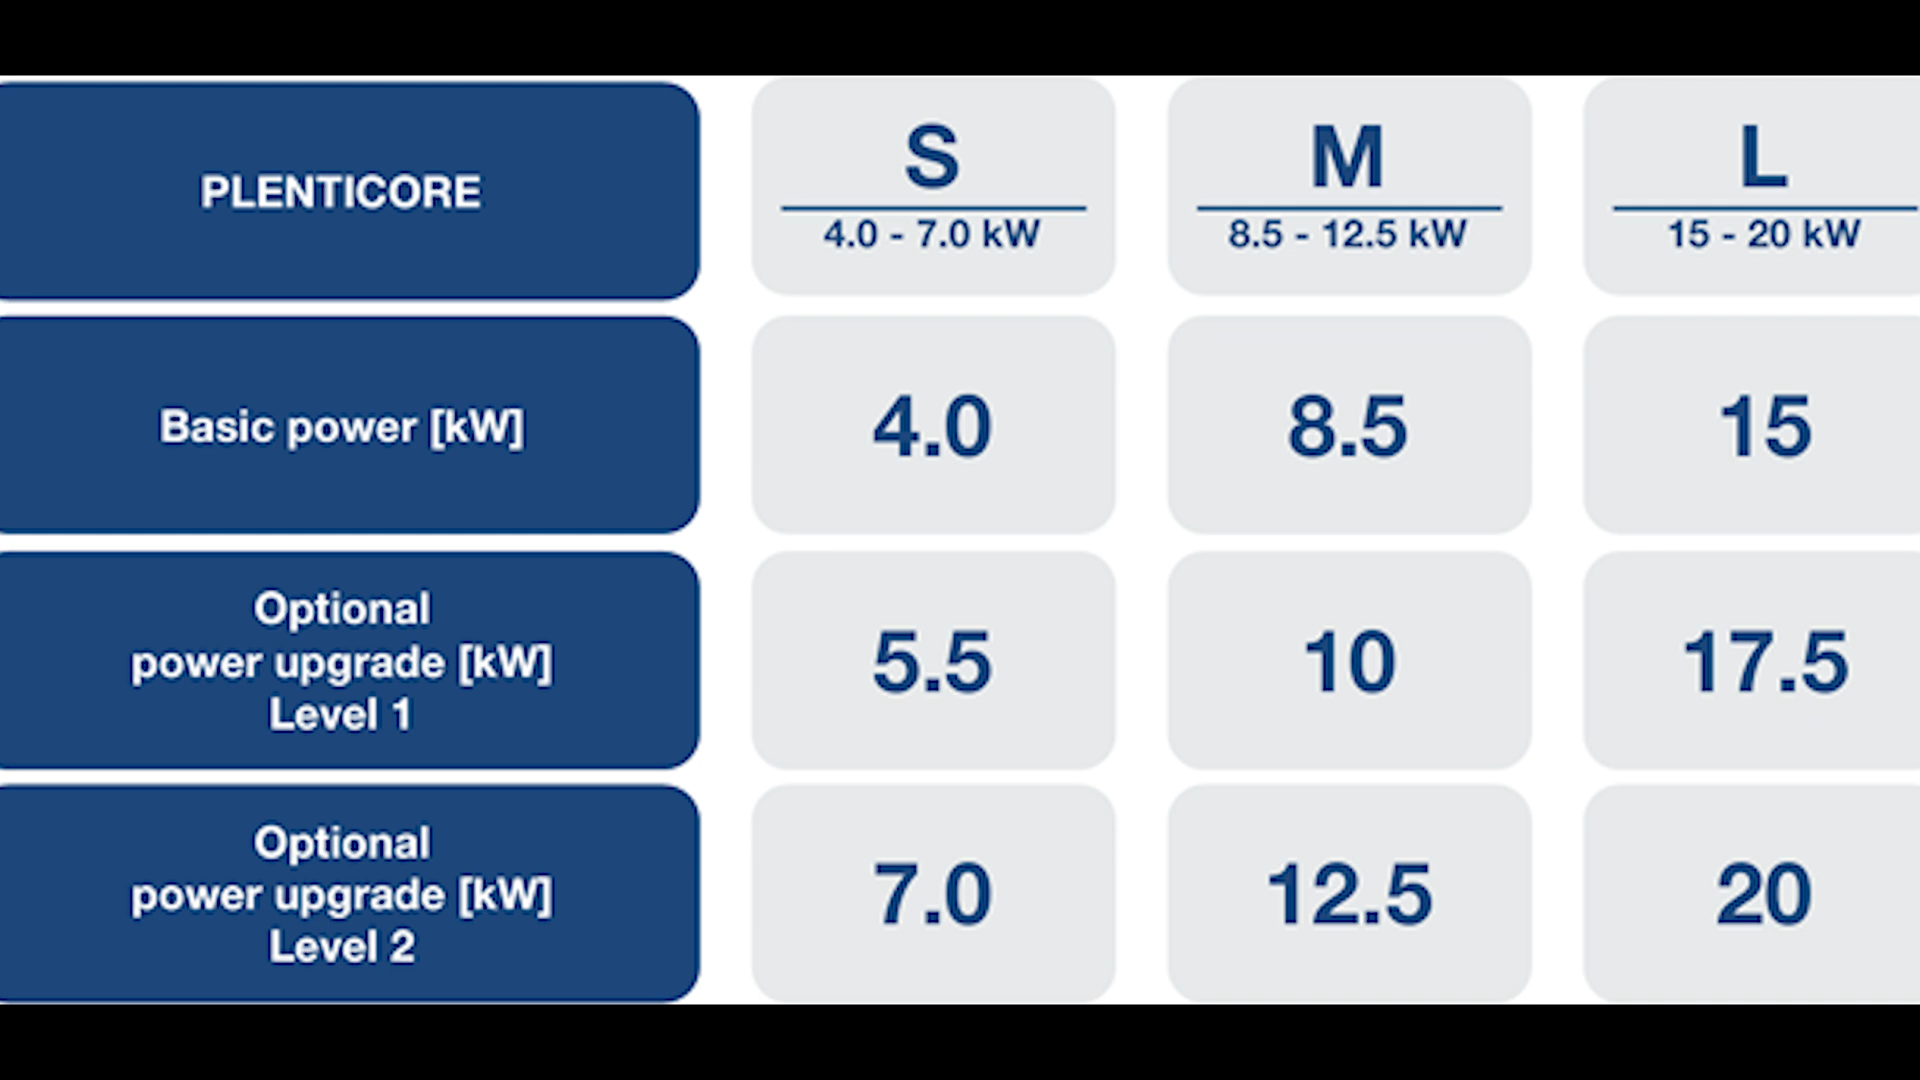 PLENTICORE
S
M
L
4.0 - 7.0 kW
8.5 - 12.5 kW
15 - 20 kW
Basic power [kW]
4.0
8.5
15
Optional
power upgrade [kW]
Level 1
5.5
10
17.5
Optional
power upgrade [kW]
Level 2
7.0
12.5
20